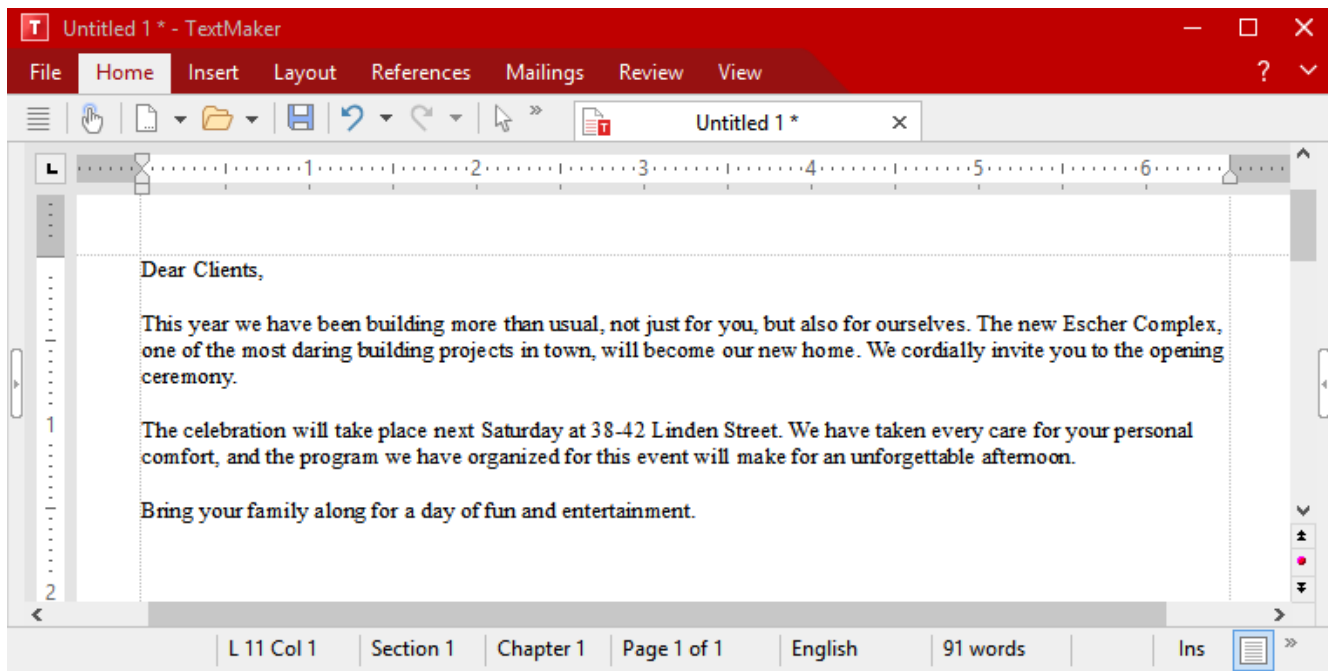 T Untitled 1 * - TextMaker
File Home Insert Layout References Mailings Review View ?
T Untitled 1 *
L 1 2 3 4 5 6
Dear Clients,
This year we have been building more than usual, not just for you, but also for ourselves. The new Escher Complex,
one of the most daring building projects in town, will become our new home. We cordially invite you to the opening
ceremony.
1
The celebration will take place next Saturday at 38-42 Linden Street. We have taken every care for your personal
comfort, and the program we have organized for this event will make for an unforgettable afternoon.
Bring your family along for a day of fun and entertainment.
2
L 11 Col 1 Section 1 Chapter 1 Page 1 of 1 English 91 words Ins